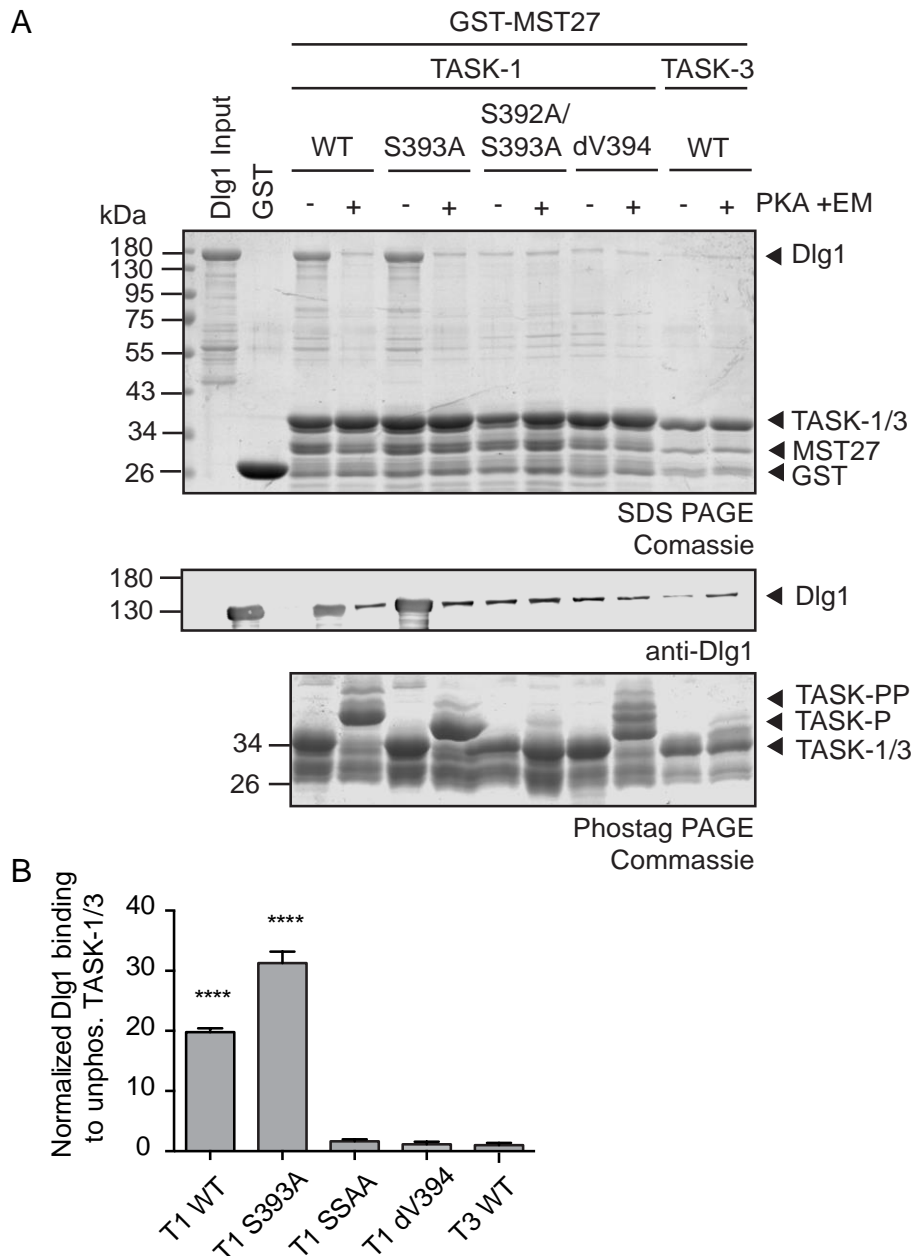 A
GST-MST27
TASK-1 TASK-3
S392A/
WT S393A S393A dV394 WT
Dlg1 Input
GST
kDa - + - + - + - + - + PKA +EM
180 Dlg1
130
95
75
55
43
TASK-1/3
34
MST27
26 GST
SDS PAGE
Comassie
180
Dlg1
130
anti-Dlg1
TASK-PP
TASK-P
34 TASK-1/3
26
Phostag PAGE
Commassie
B
Normalized Dlg1 binding
to unphos. TASK-1/3
40
****
30
****
20
10
0
T1 WT
T1 S393A
T1 SSAA
T1 dV394
T3 WT